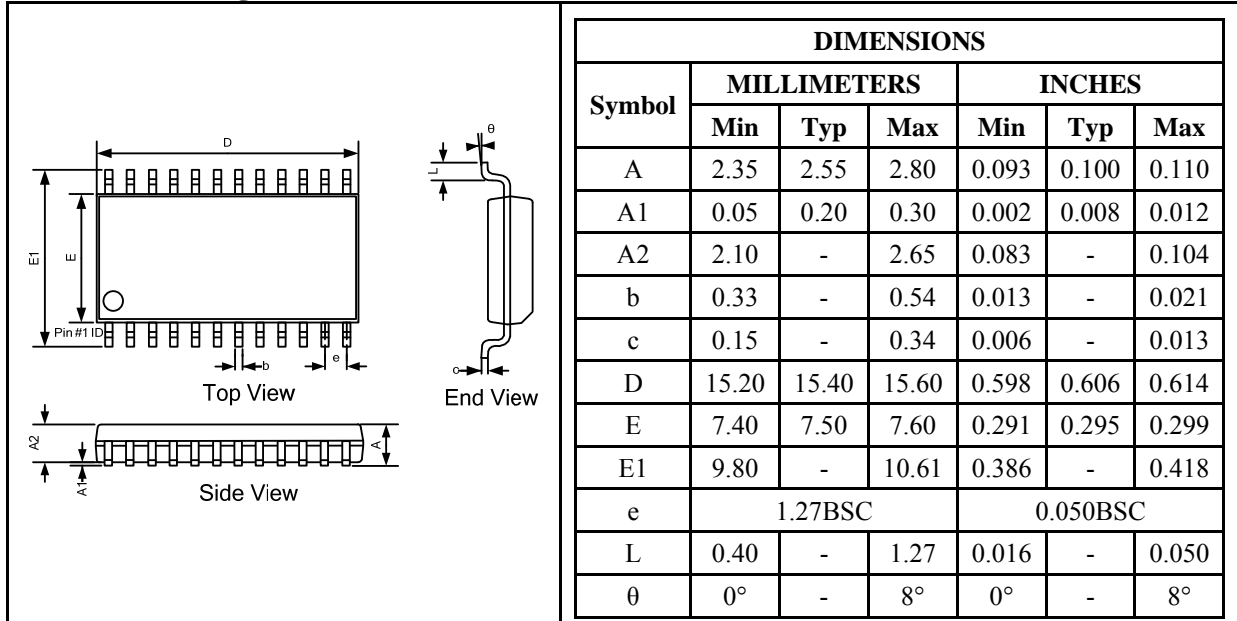 D
θ
L
E1
E
Pin #1 ID
b
e
c
Top View
End View
A2
A1
A
Side View
DIMENSIONS
Symbol MILLIMETERS INCHES
Min Typ Max Min Typ Max
A 2.35 2.55 2.80 0.093 0.100 0.110
A1 0.05 0.20 0.30 0.002 0.008 0.012
A2 2.10 - 2.65 0.083 - 0.104
b 0.33 - 0.54 0.013 - 0.021
c 0.15 - 0.34 0.006 - 0.013
D 15.20 15.40 15.60 0.598 0.606 0.614
E 7.40 7.50 7.60 0.291 0.295 0.299
E1 9.80 - 10.61 0.386 - 0.418
e 1.27BSC 0.050BSC
L 0.40 - 1.27 0.016 - 0.050
θ 0° - 8° 0° - 8°